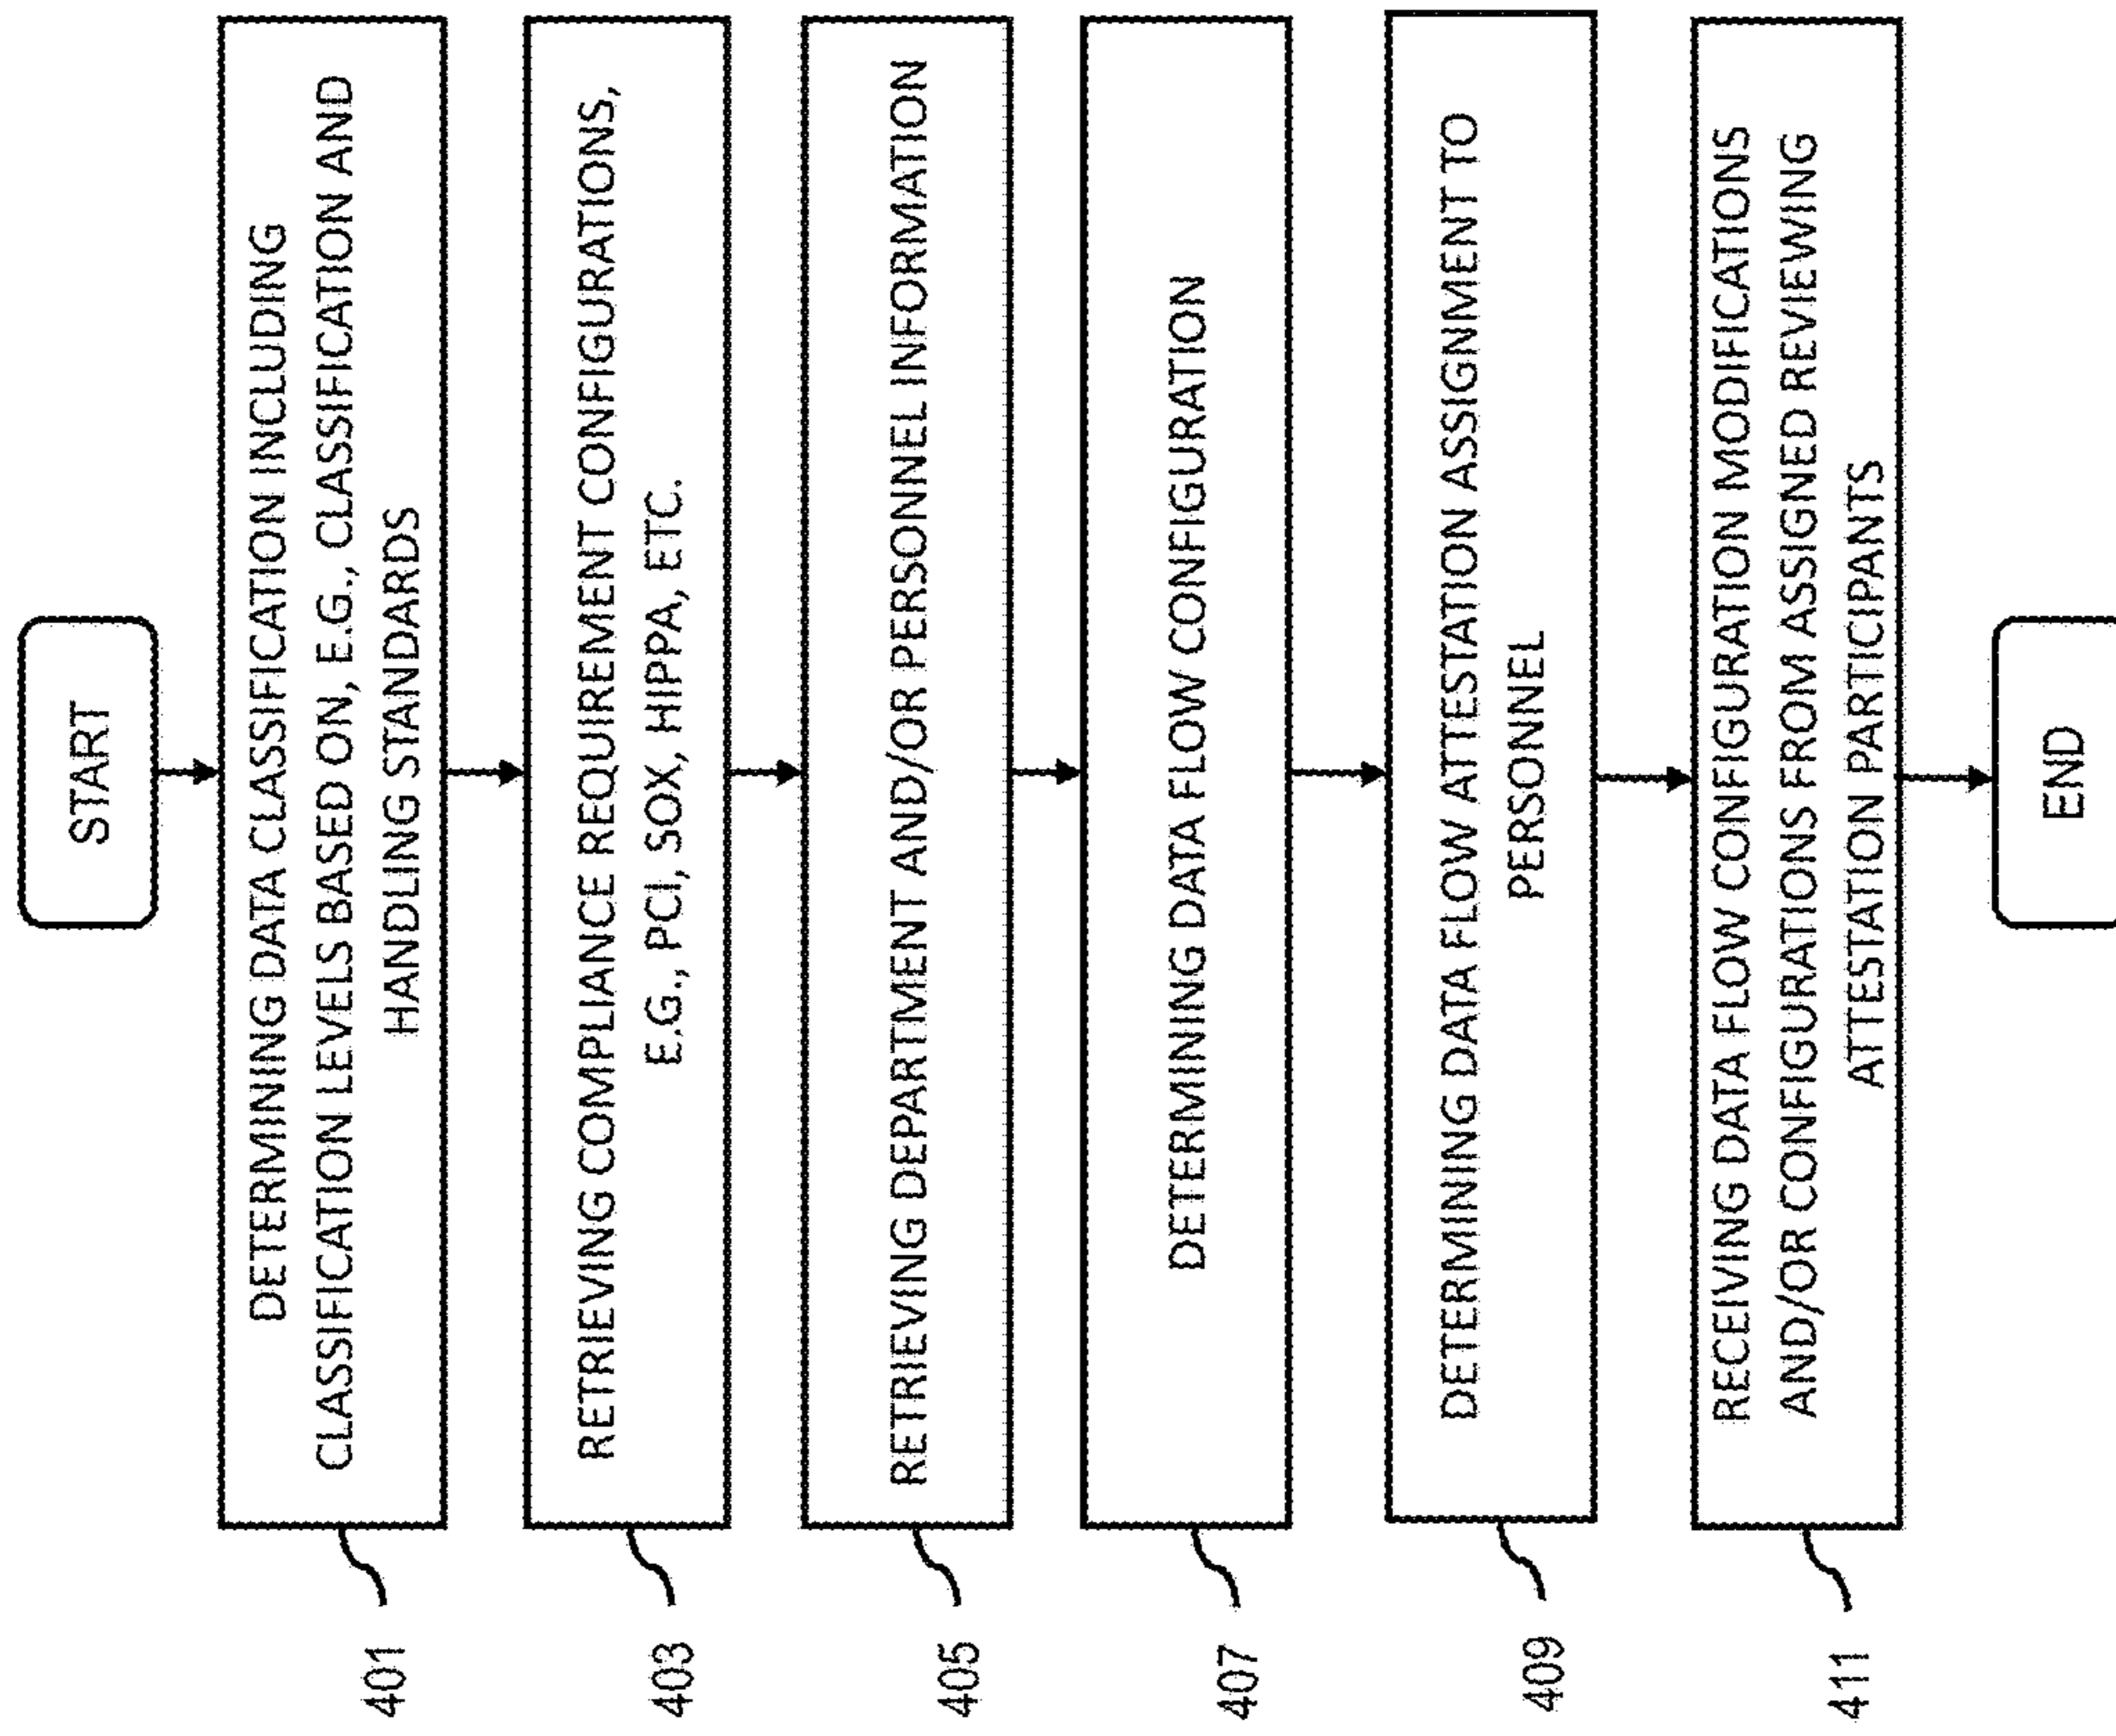 START
DETERMINING DATA CLASSIFICATION INCLUDING
CLASSIFICATION LEVELS BASED ON, E.G., CLASSIFICATION AND
HANDLING STANDARDS
401
RETRIEVING COMPLIANCE REQUIREMENT CONFIGURATIONS,
E.G., PCI, SOX, HIPPA, ETC.
403
RETRIEVING DEPARTMENT AND/OR PERSONNEL INFORMATION
405
DETERMINING DATA FLOW CONFIGURATION
407
DETERMINING DATA FLOW ATTESTATION ASSIGNMENT TO
PERSONNEL
409
RECEIVING DATA FLOW CONFIGURATION MODIFICATIONS
AND/OR CONFIGURATIONS FROM ASSIGNED REVIEWING
ATTESTATION PARTICIPANTS
411
END